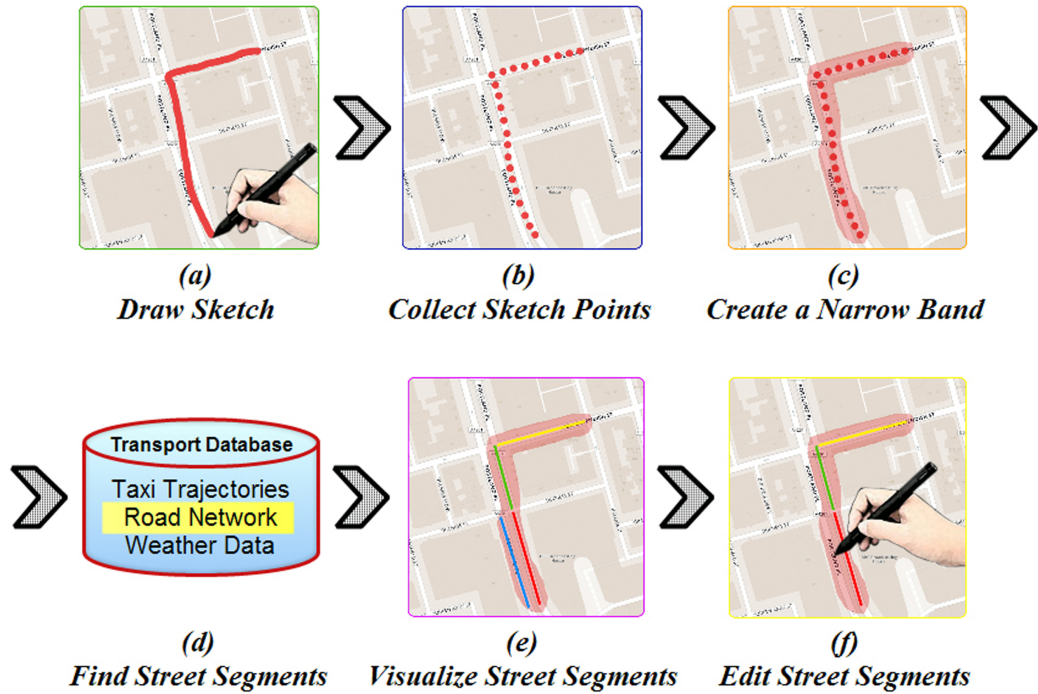 (a)
Draw Sketch
(b)
Collect Sketch Points
(c)
Create a Narrow Band
Transport Database
Taxi Trajectories
Road Network
Weather Data
(d)
Find Street Segments
(e)
Visualize Street Segments
(f)
Edit Street Segments